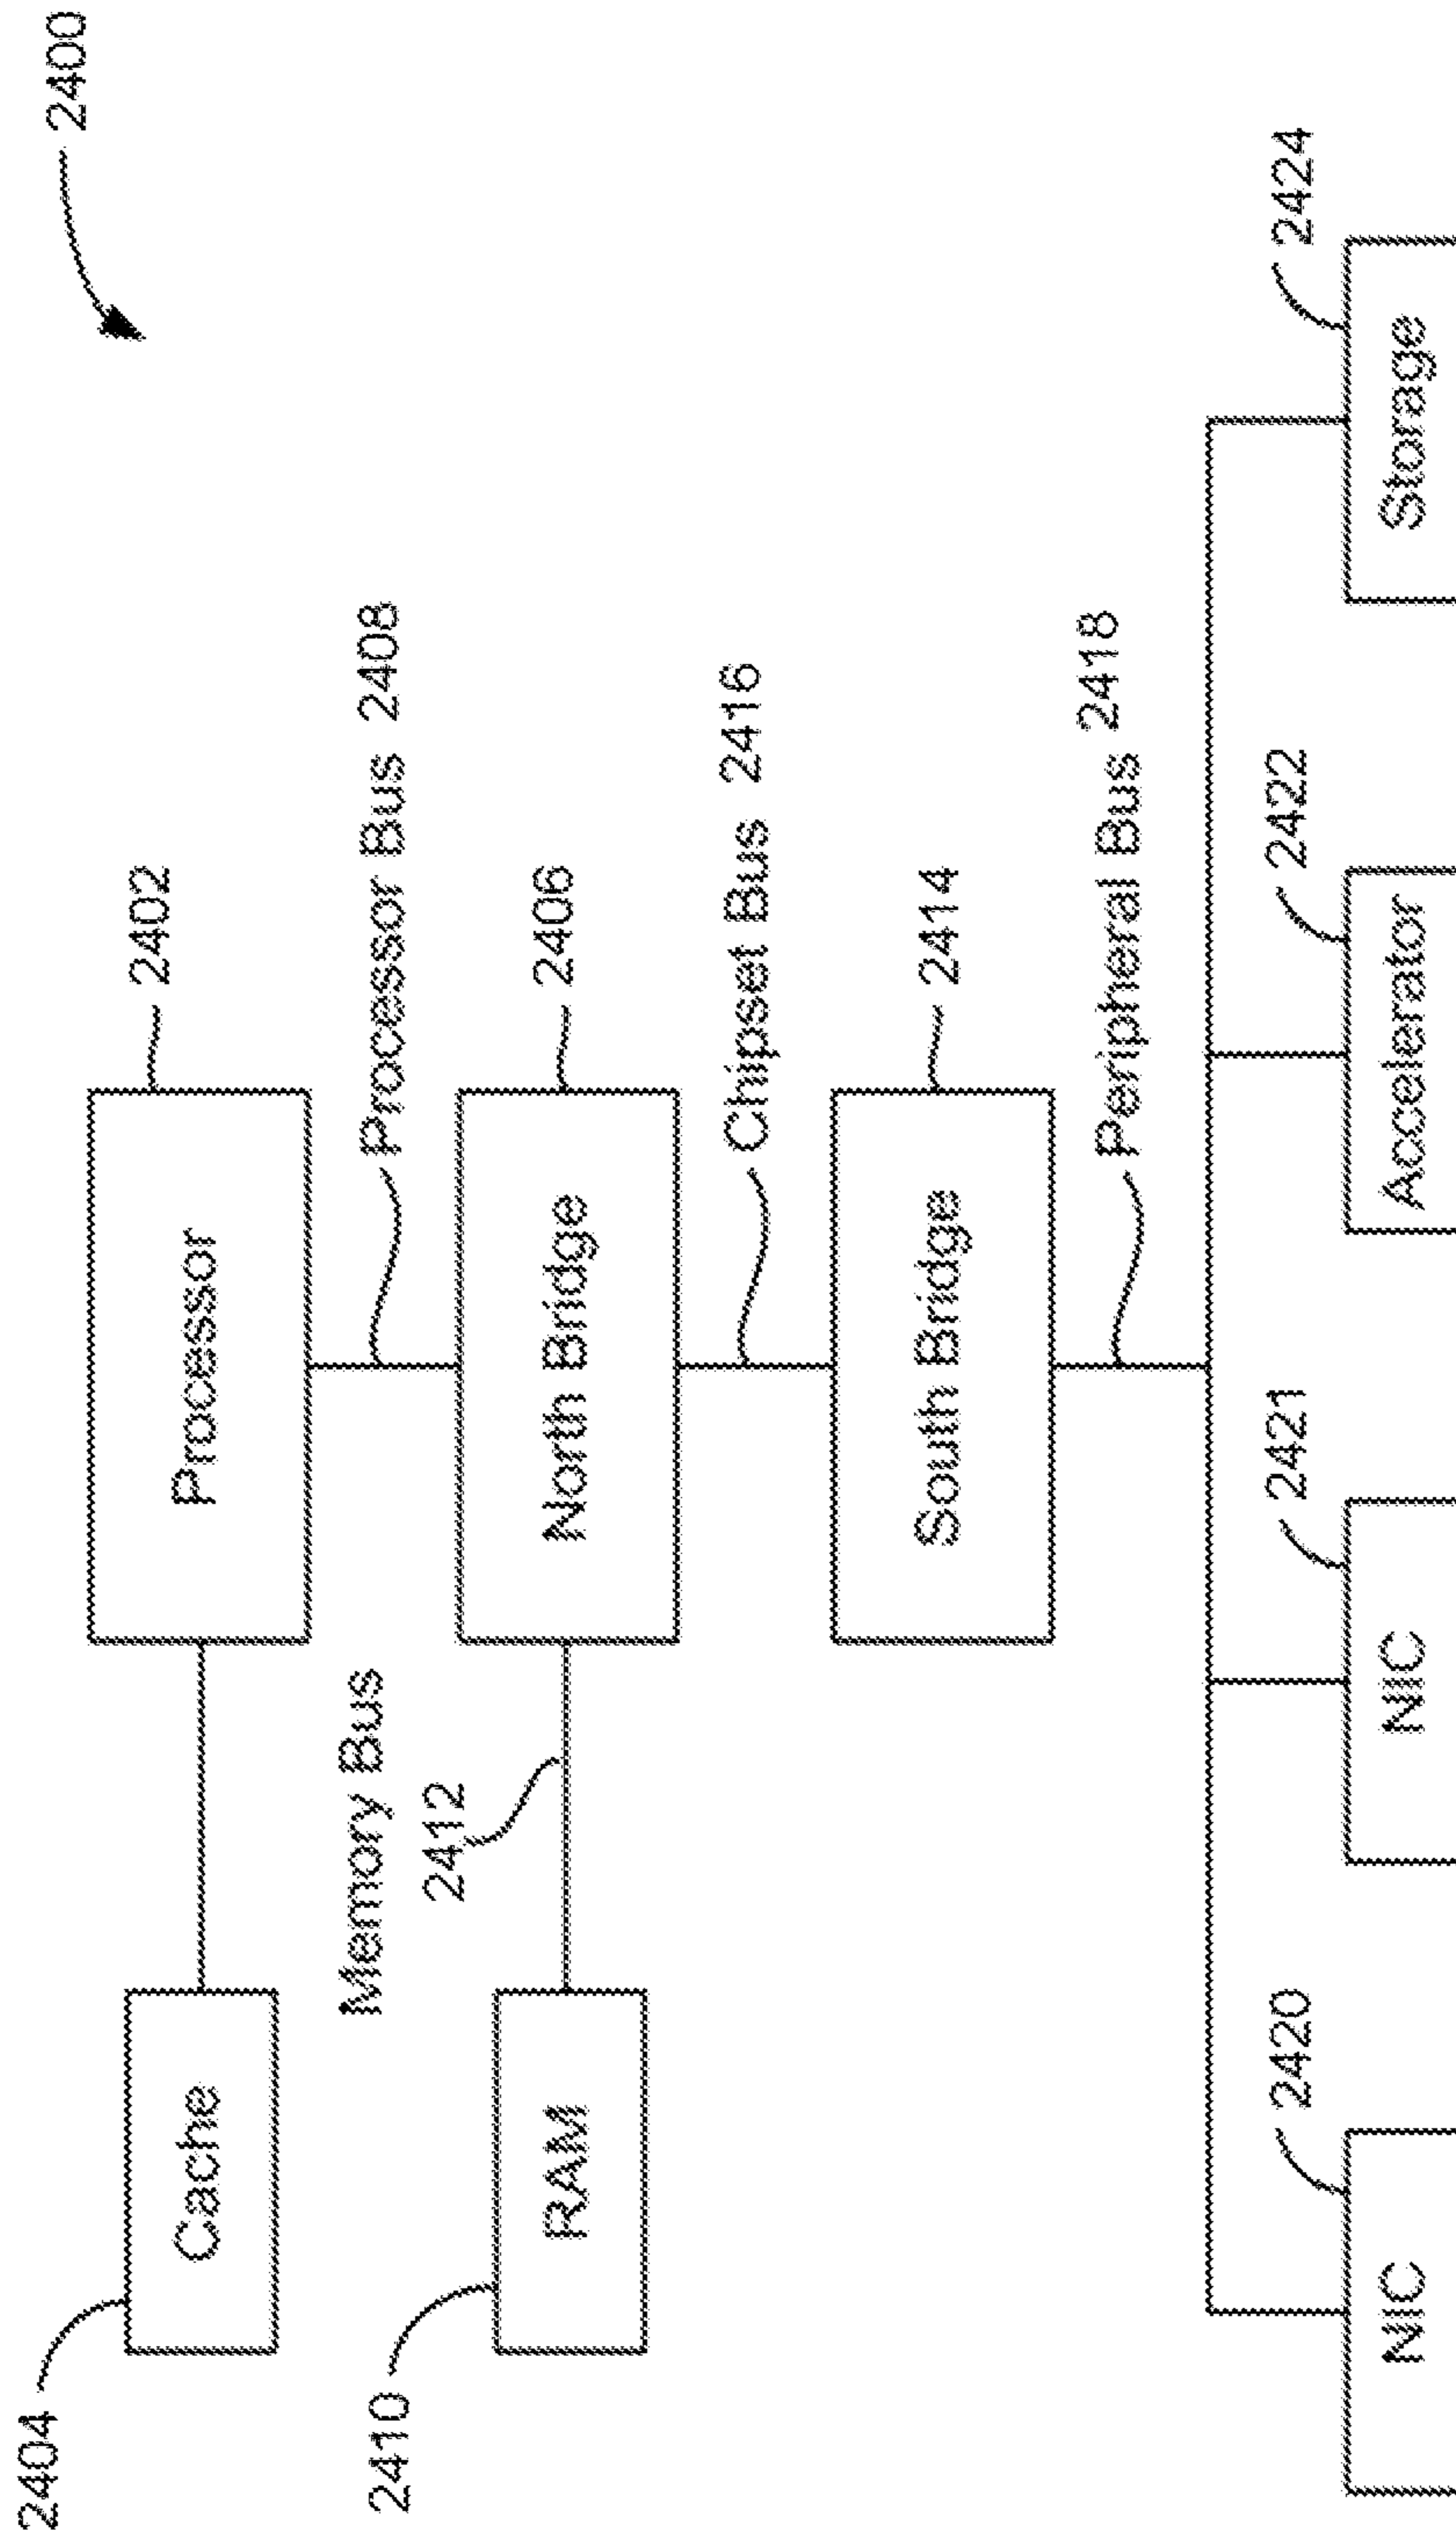 2400
2404
Cache
Processor
2402
Memory Bus
Processor Bus 2408
2410
2412
RAM
North Bridge
2406
Chipset Bus 2416
South Bridge
2414
Peripheral Bus 2418
2420
2421
2422
2424
NIC
NIC
Accelerator
Storage